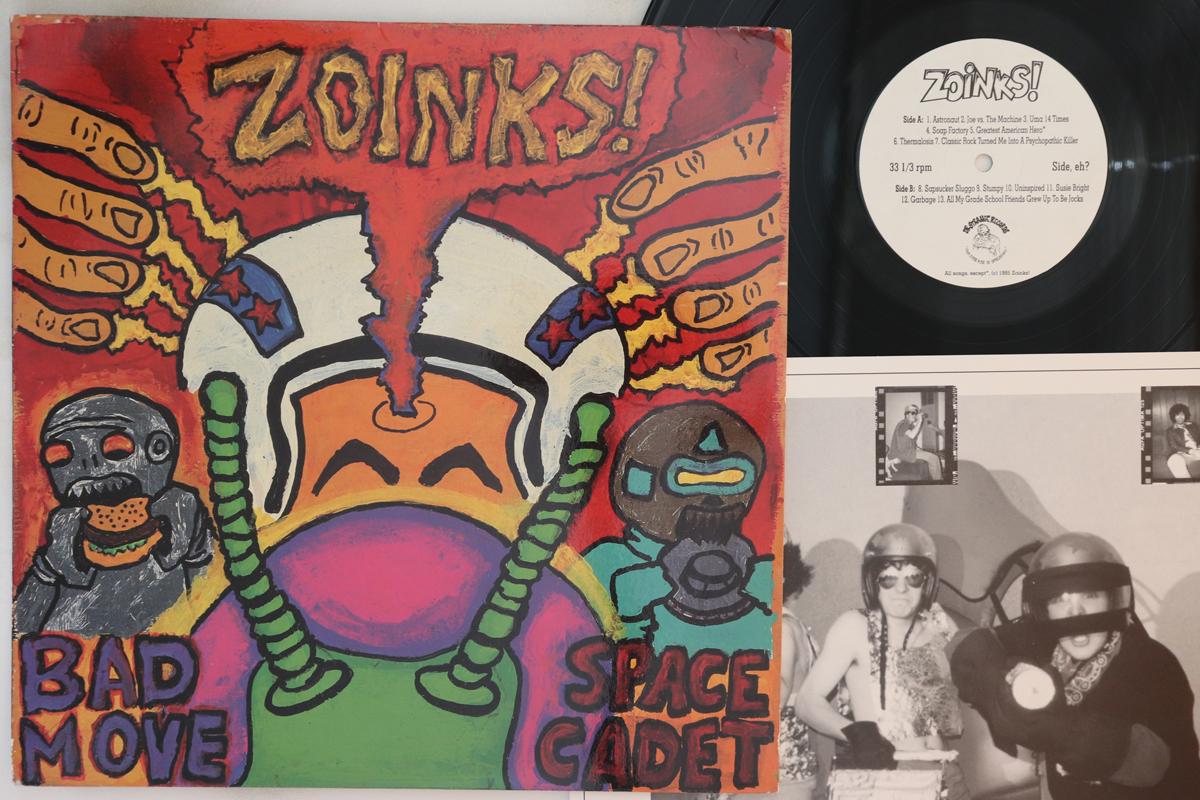 ZOINKS!
BAD
MOVE
SPACE
CADET
ZOINKS!
Side A: 1. Astronaut 2. Joe vs. The Machine 3. Uma 14 Times
4. Soap Factory 5. Greatest American Hero*
6. Thermalosis 7. Classic Rock Turned Me Into A Psychopathic Killer
33 1/3 rpm
Side, eh?
Side B: 8. Sapsucker Sluggo 9. Stumpy 10. Uninspired 11. Susie Bright
12. Garbage 13. All My Grade School Friends Grew Up To Be Jocks
All songs, except*, (c) 1995 Zoinks!